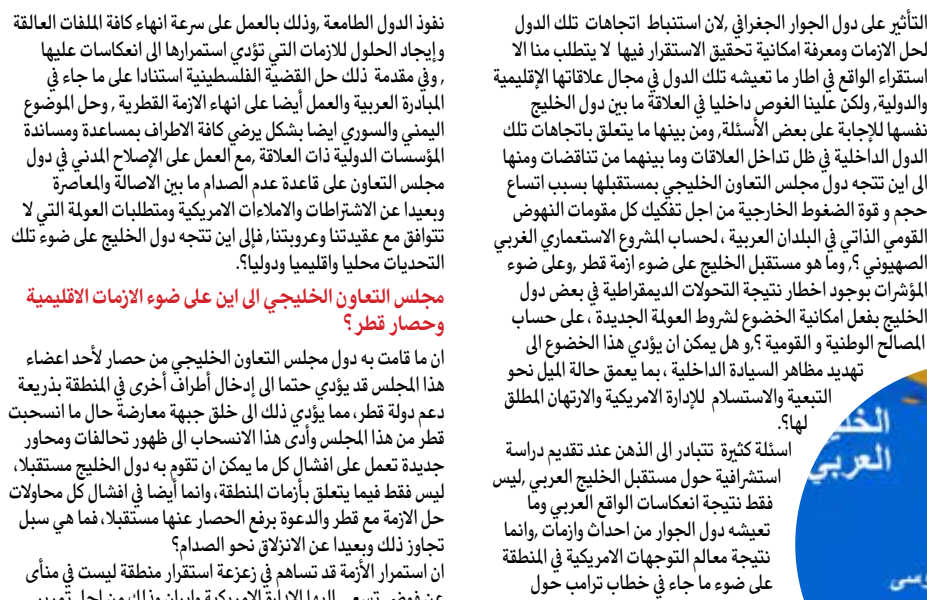 التأثير على دول الجوار الجغرافي ,لان استنباط اتجاهات تلك الدول
لحل الازمات ومعرفة امكانية تحقيق الاستقرار فيها لا يتطلب منا الا
استقراء الواقع في اطار ما تعيشه تلك الدول في مجال علاقاتها الإقليمية
والدولية, ولكن علينا الغوص داخليا في العلاقة ما بين دول الخليج
نفسها للإجابة على بعض الأسئلة, ومن بينها ما يتعلق باتجاهات تلك
الدول الداخلية في ظل تداخل العلاقات وما بينهما من تناقضات ومنها
الى اين تتجه دول مجلس التعاون الخليجي بمستقبلها بسبب اتساع
حجم و قوة الضغوط الخارجية من اجل تفكيك كل مقومات النهوض
القومي الذاتي في البلدان العربية ، لحساب المشروع الاستعماري الغربي
الصهيوني ؟, وما هو مستقبل الخليج على ضوء ازمة قطر ,وعلى ضوء
المؤشرات بوجود اخطار نتيجة التحولات الديمقراطية في بعض دول
الخليج بفعل امكانية الخضوع لشروط العولمة الجديدة ، على حساب
المصالح الوطنية و القومية ؟,و هل يمكن ان يؤدي هذا الخضوع الى
تهديد مظاهر السيادة الداخلية ، بما يعمق حالة الميل نحو
التبعية والاستسلام للإدارة الامريكية والارتهان المطلق
لها؟.
اسئلة كثيرة تتبادر الى الذهن عند تقديم دراسة
استشرافية حول مستقبل الخليج العربي ,ليس
فقط نتيجة انعكاسات الواقع العربي وما
تعيشه دول الجوار من احداث وازمات ,وانما
نتيجة معالم التوجهات الامريكية في المنطقة
على ضوء ما جاء في خطاب ترامب حول
العربي
نفوذ الدول الطامعة ,وذلك بالعمل على سرعة انهاء كافة الملفات العالقة
وإيجاد الحلول للازمات التي تؤدي استمرارها الى انعكاسات عليها
, وفي مقدمة ذلك حل القضية الفلسطينية استنادا على ما جاء في
المبادرة العربية والعمل أيضا على انهاء الازمة القطرية , وحل الموضوع
اليمني والسوري ايضا بشكل يرضي كافة الاطراف بمساعدة ومساندة
المؤسسات الدولية ذات العلاقة ,مع العمل على الإصلاح المدني في دول
مجلس التعاون على قاعدة عدم الصدام ما بين الاصالة والمعاصرة
وبعيدا عن الاشتراطات والاملاءات الامريكية ومتطلبات العولمة التي لا
تتوافق مع عقيدتنا وعروبتنا, فإلى اين تتجه دول الخليج على ضوء تلك
التحديات محليا واقليميا ودوليا؟.
مجلس التعاون الخليجي الى اين على ضوء الازمات الاقليمية
وحصار قطر ؟
ان ما قامت به دول مجلس التعاون الخليجي من حصار لأحد اعضاء
هذا المجلس قد يؤدي حتما الى إدخال أطراف أخرى في المنطقة بذريعة
دعم دولة قطر، مما يؤدي ذلك الى خلق جبهة معارضة حال ما انسحبت
قطر من هذا المجلس وأدى هذا الانسحاب الى ظهور تحالفات ومحاور
جديدة تعمل على افشال كل ما يمكن ان تقوم به دول الخليج مستقبلا،
ليس فقط فيما يتعلق بأزمات المنطقة، وانما أيضا في افشال كل محاولات
حل الازمة مع قطر والدعوة برفع الحصار عنها مستقبلا، فما هي سبل
تجاوز ذلك وبعيدا عن الانزلاق نحو الصدام؟
ان استمرار الأزمة قد تساهم في زعزعة استقرار منطقة ليست في منأى